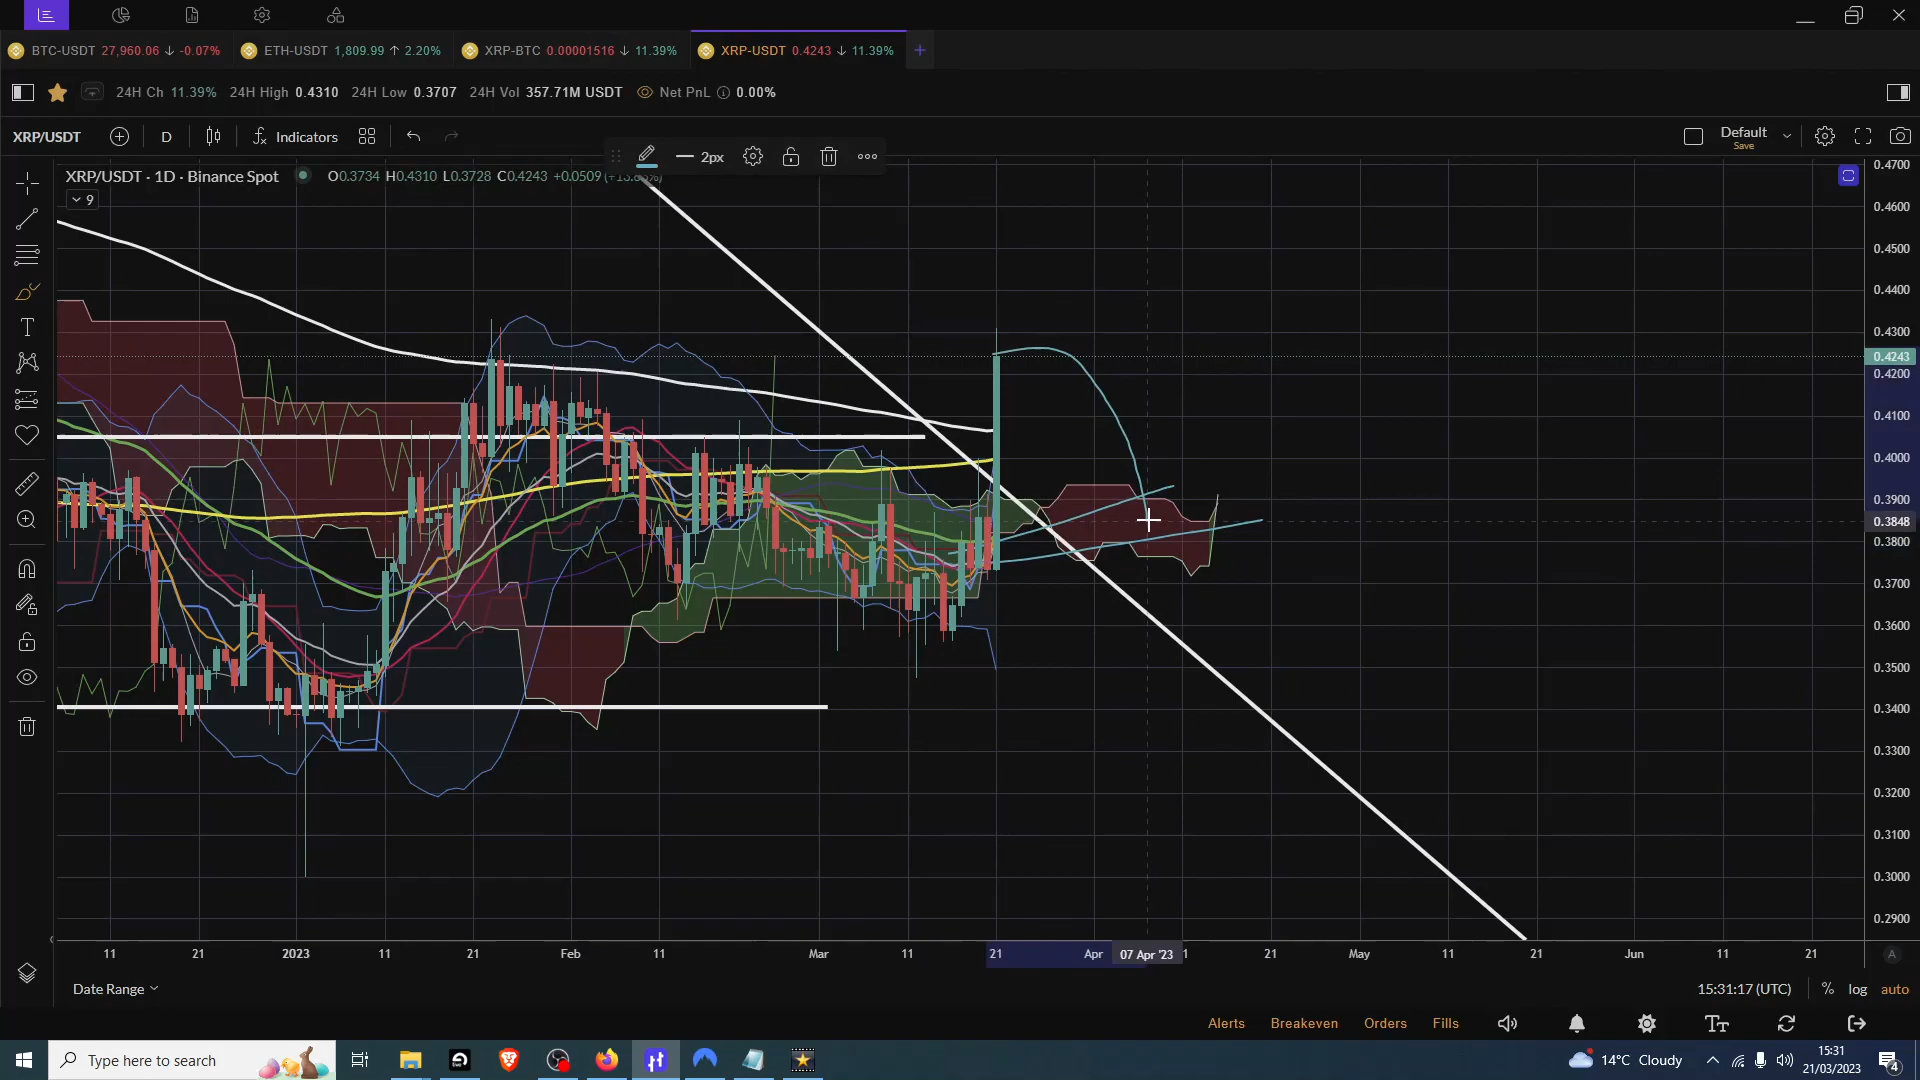 BTC-USDT 27,960.06 ↓ -0.07% ETH-USDT 1,809.99 ↑ 2.20% XRP-BTC 0.00001516 ↓ 11.39% XRP-USDT 0.4243 ↓ 11.39% +
24H Ch 11.39% 24H High 0.4310 24H Low 0.3707 24H Vol 357.71M USDT Net PnL 0.00%
XRP/USDT D Indicators Default
Save
2px
XRP/USDT · 1D · Binance Spot O0.3734 H0.4310 L0.3728 C0.4243 +0.0509
9
0.4700
0.4600
0.4500
0.4400
0.4300
0.4243
0.4200
0.4100
0.4000
0.3900
0.3848
0.3800
0.3700
0.3600
0.3500
0.3400
0.3300
0.3200
0.3100
0.3000
0.2900
11 21 2023 11 21 Feb 11 Mar 11 21 Apr 07 Apr '23 1 21 May 11 21 Jun 11 21 A
Date Range 15:31:17 (UTC) % log auto
Alerts Breakeven Orders Fills
Type here to search 14°C Cloudy 15:31
21/03/2023 4